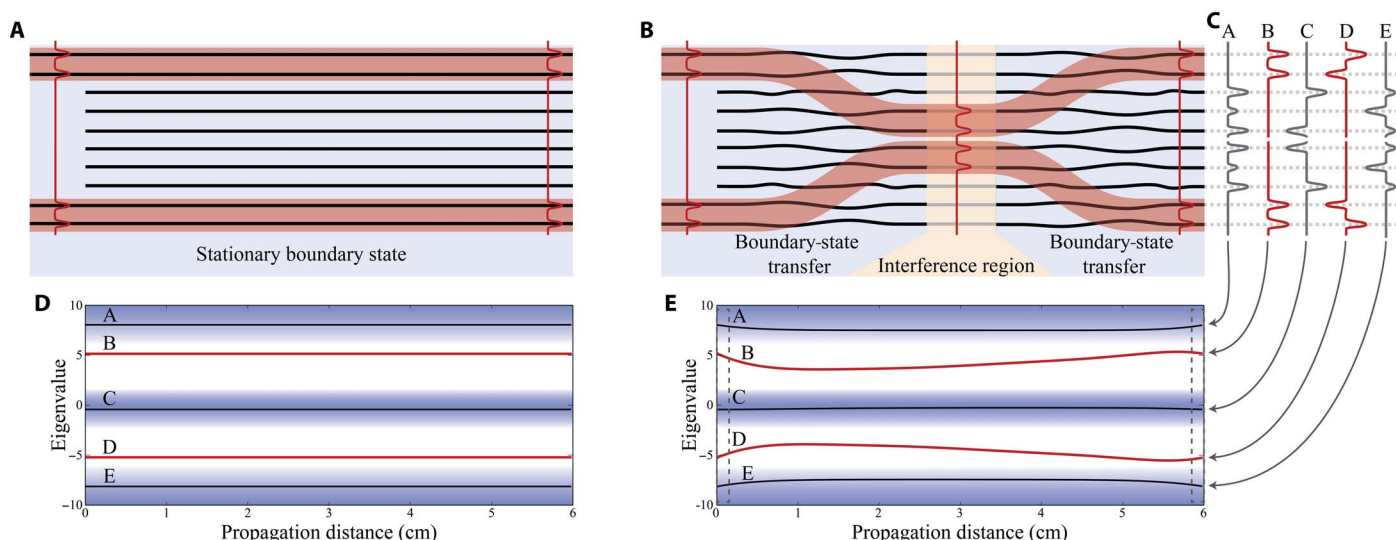 A
B
C
A B C D E
Stationary boundary state
Boundary-state
transfer
Interference region
Boundary-state
transfer
D
10
5
0
-5
-10
Eigenvalue
A
B
C
D
E
0 1 2 3 4 5 6
Propagation distance (cm)
E
10
5
0
-5
-10
Eigenvalue
A
B
C
D
E
0 1 2 3 4 5 6
Propagation distance (cm)